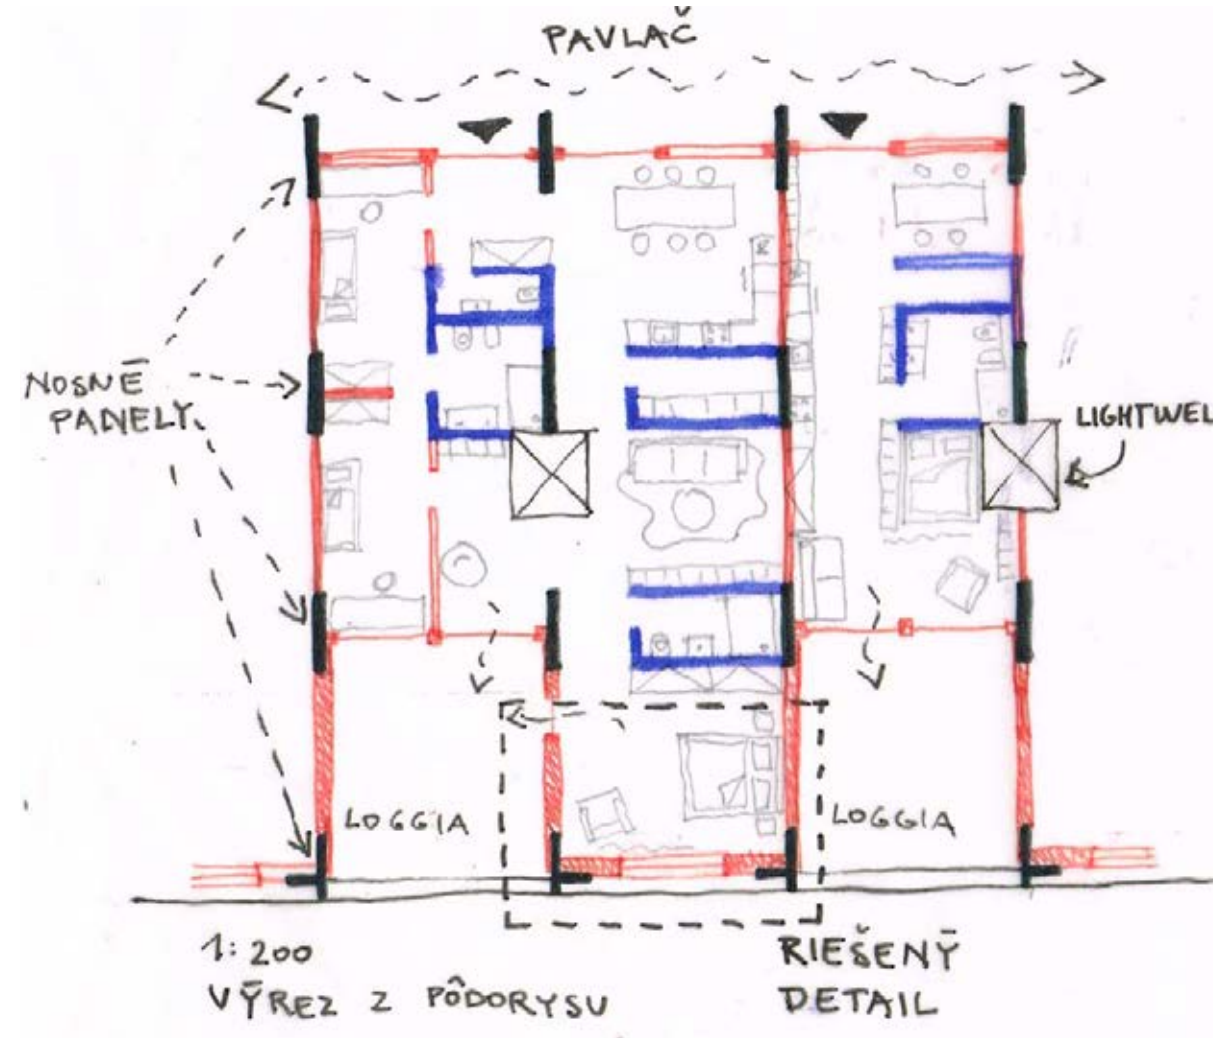 PAVLAČ
NOSNÉ
PANELY
LIGHTWEL
LOGGIA
LOGGIA
1:200
VÝREZ Z PÔDORYSU
RIEŠENÝ
DETAIL